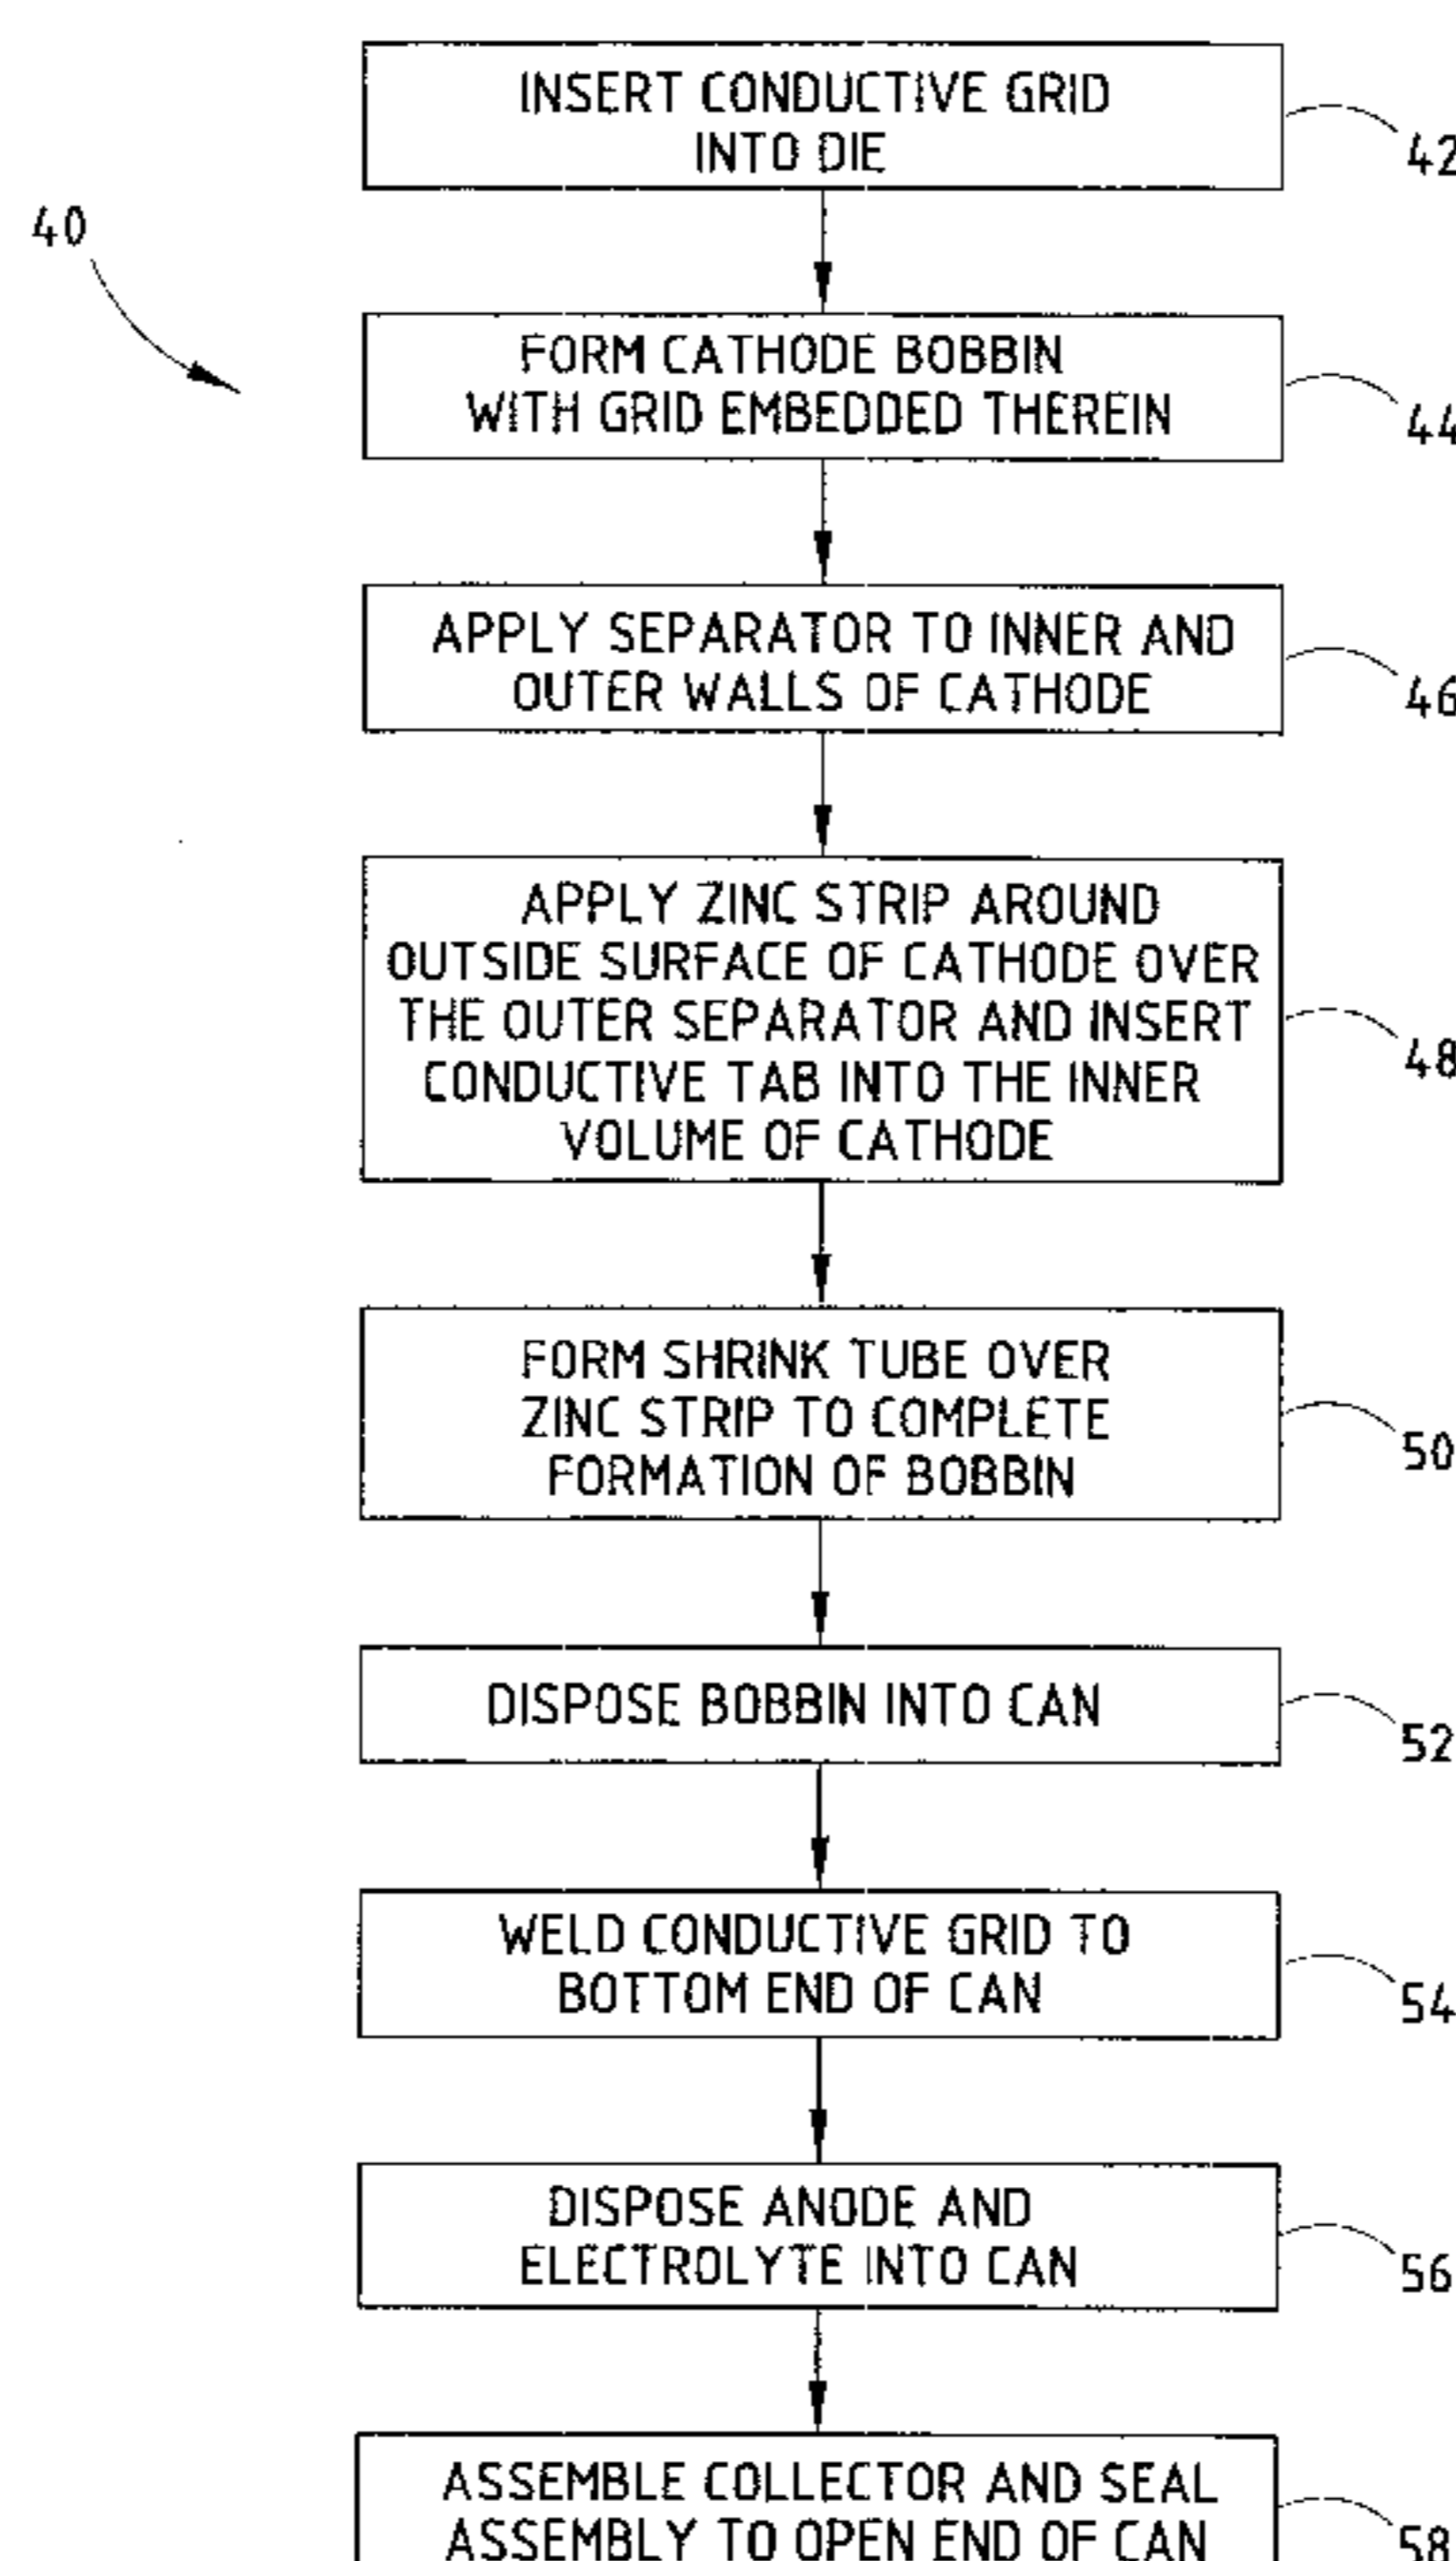 INSERT CONDUCTIVE GRID
INTO DIE
42
40
FORM CATHODE BOBBIN
WITH GRID EMBEDDED THEREIN
44
APPLY SEPARATOR TO INNER AND
OUTER WALLS OF CATHODE
46
APPLY ZINC STRIP AROUND
OUTSIDE SURFACE OF CATHODE OVER
THE OUTER SEPARATOR AND INSERT
CONDUCTIVE TAB INTO THE INNER
VOLUME OF CATHODE
48
FORM SHRINK TUBE OVER
ZINC STRIP TO COMPLETE
FORMATION OF BOBBIN
50
DISPOSE BOBBIN INTO CAN
52
WELD CONDUCTIVE GRID TO
BOTTOM END OF CAN
54
DISPOSE ANODE AND
ELECTROLYTE INTO CAN
56
ASSEMBLE COLLECTOR AND SEAL
ASSEMBLY TO OPEN END OF CAN
58